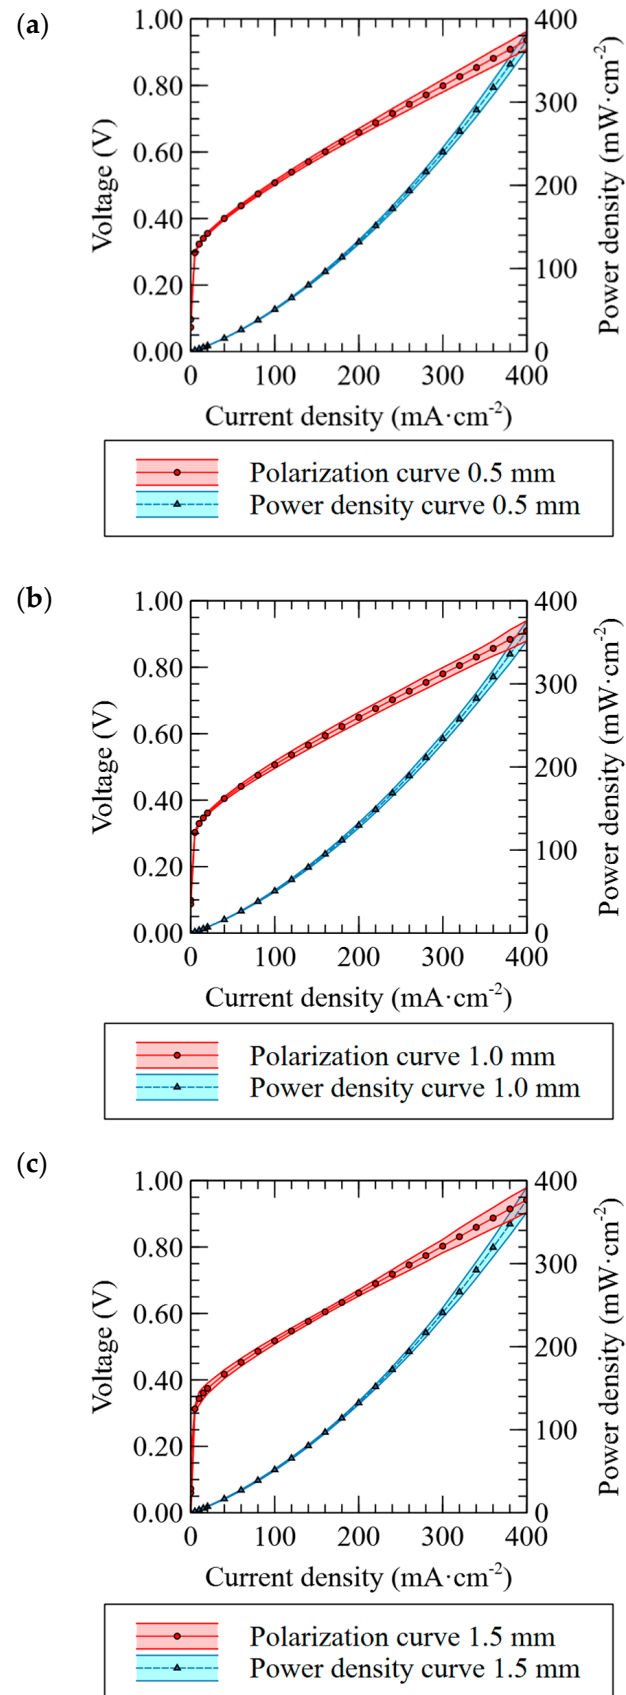 (a)
1.00
0.80
0.60
0.40
0.20
0.00
Voltage (V)
400
300
200
100
0
Power density (mW·cm-2)
0 100 200 300 400
Current density (mA·cm-2)
Polarization curve 0.5 mm
Power density curve 0.5 mm
(b)
1.00
0.80
0.60
0.40
0.20
0.00
Voltage (V)
400
300
200
100
0
Power density (mW·cm-2)
0 100 200 300 400
Current density (mA·cm-2)
Polarization curve 1.0 mm
Power density curve 1.0 mm
(c)
1.00
0.80
0.60
0.40
0.20
0.00
Voltage (V)
400
300
200
100
0
Power density (mW·cm-2)
0 100 200 300 400
Current density (mA·cm-2)
Polarization curve 1.5 mm
Power density curve 1.5 mm